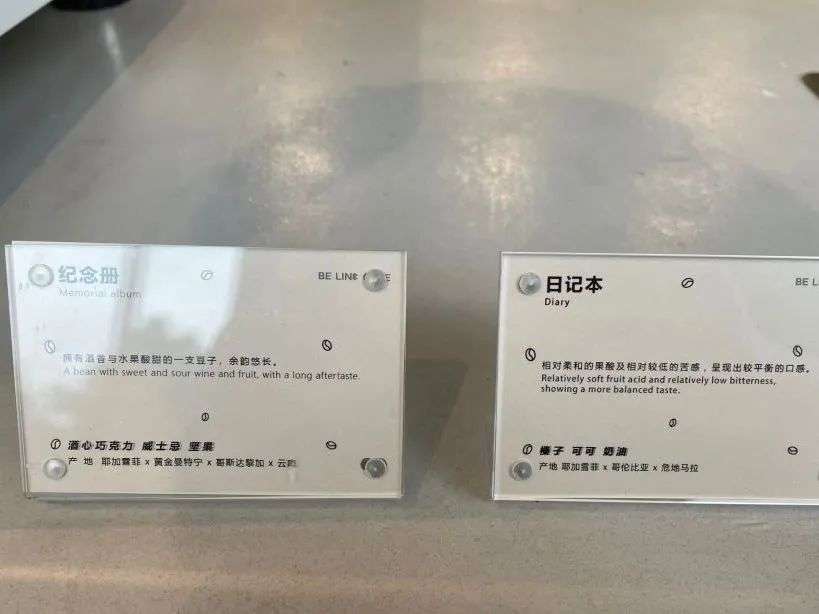 纪念册
Memorial album
BE LINE
拥有酒香与水果酸甜的一支豆子，余韵悠长。
A bean with sweet and sour wine and fruit, with a long aftertaste.
酒心巧克力 威士忌 坚果
产 地 耶加雪菲 x 黄金曼特宁 x 哥斯达黎加 x 云南
日记本
Diary
BE L
相对柔和的果酸及相对较低的苦感，呈现出较平衡的口感。
Relatively soft fruit acid and relatively low bitterness,
showing a more balanced taste.
榛子 可可 奶油
产地 耶加雪菲 x 哥伦比亚 x 危地马拉